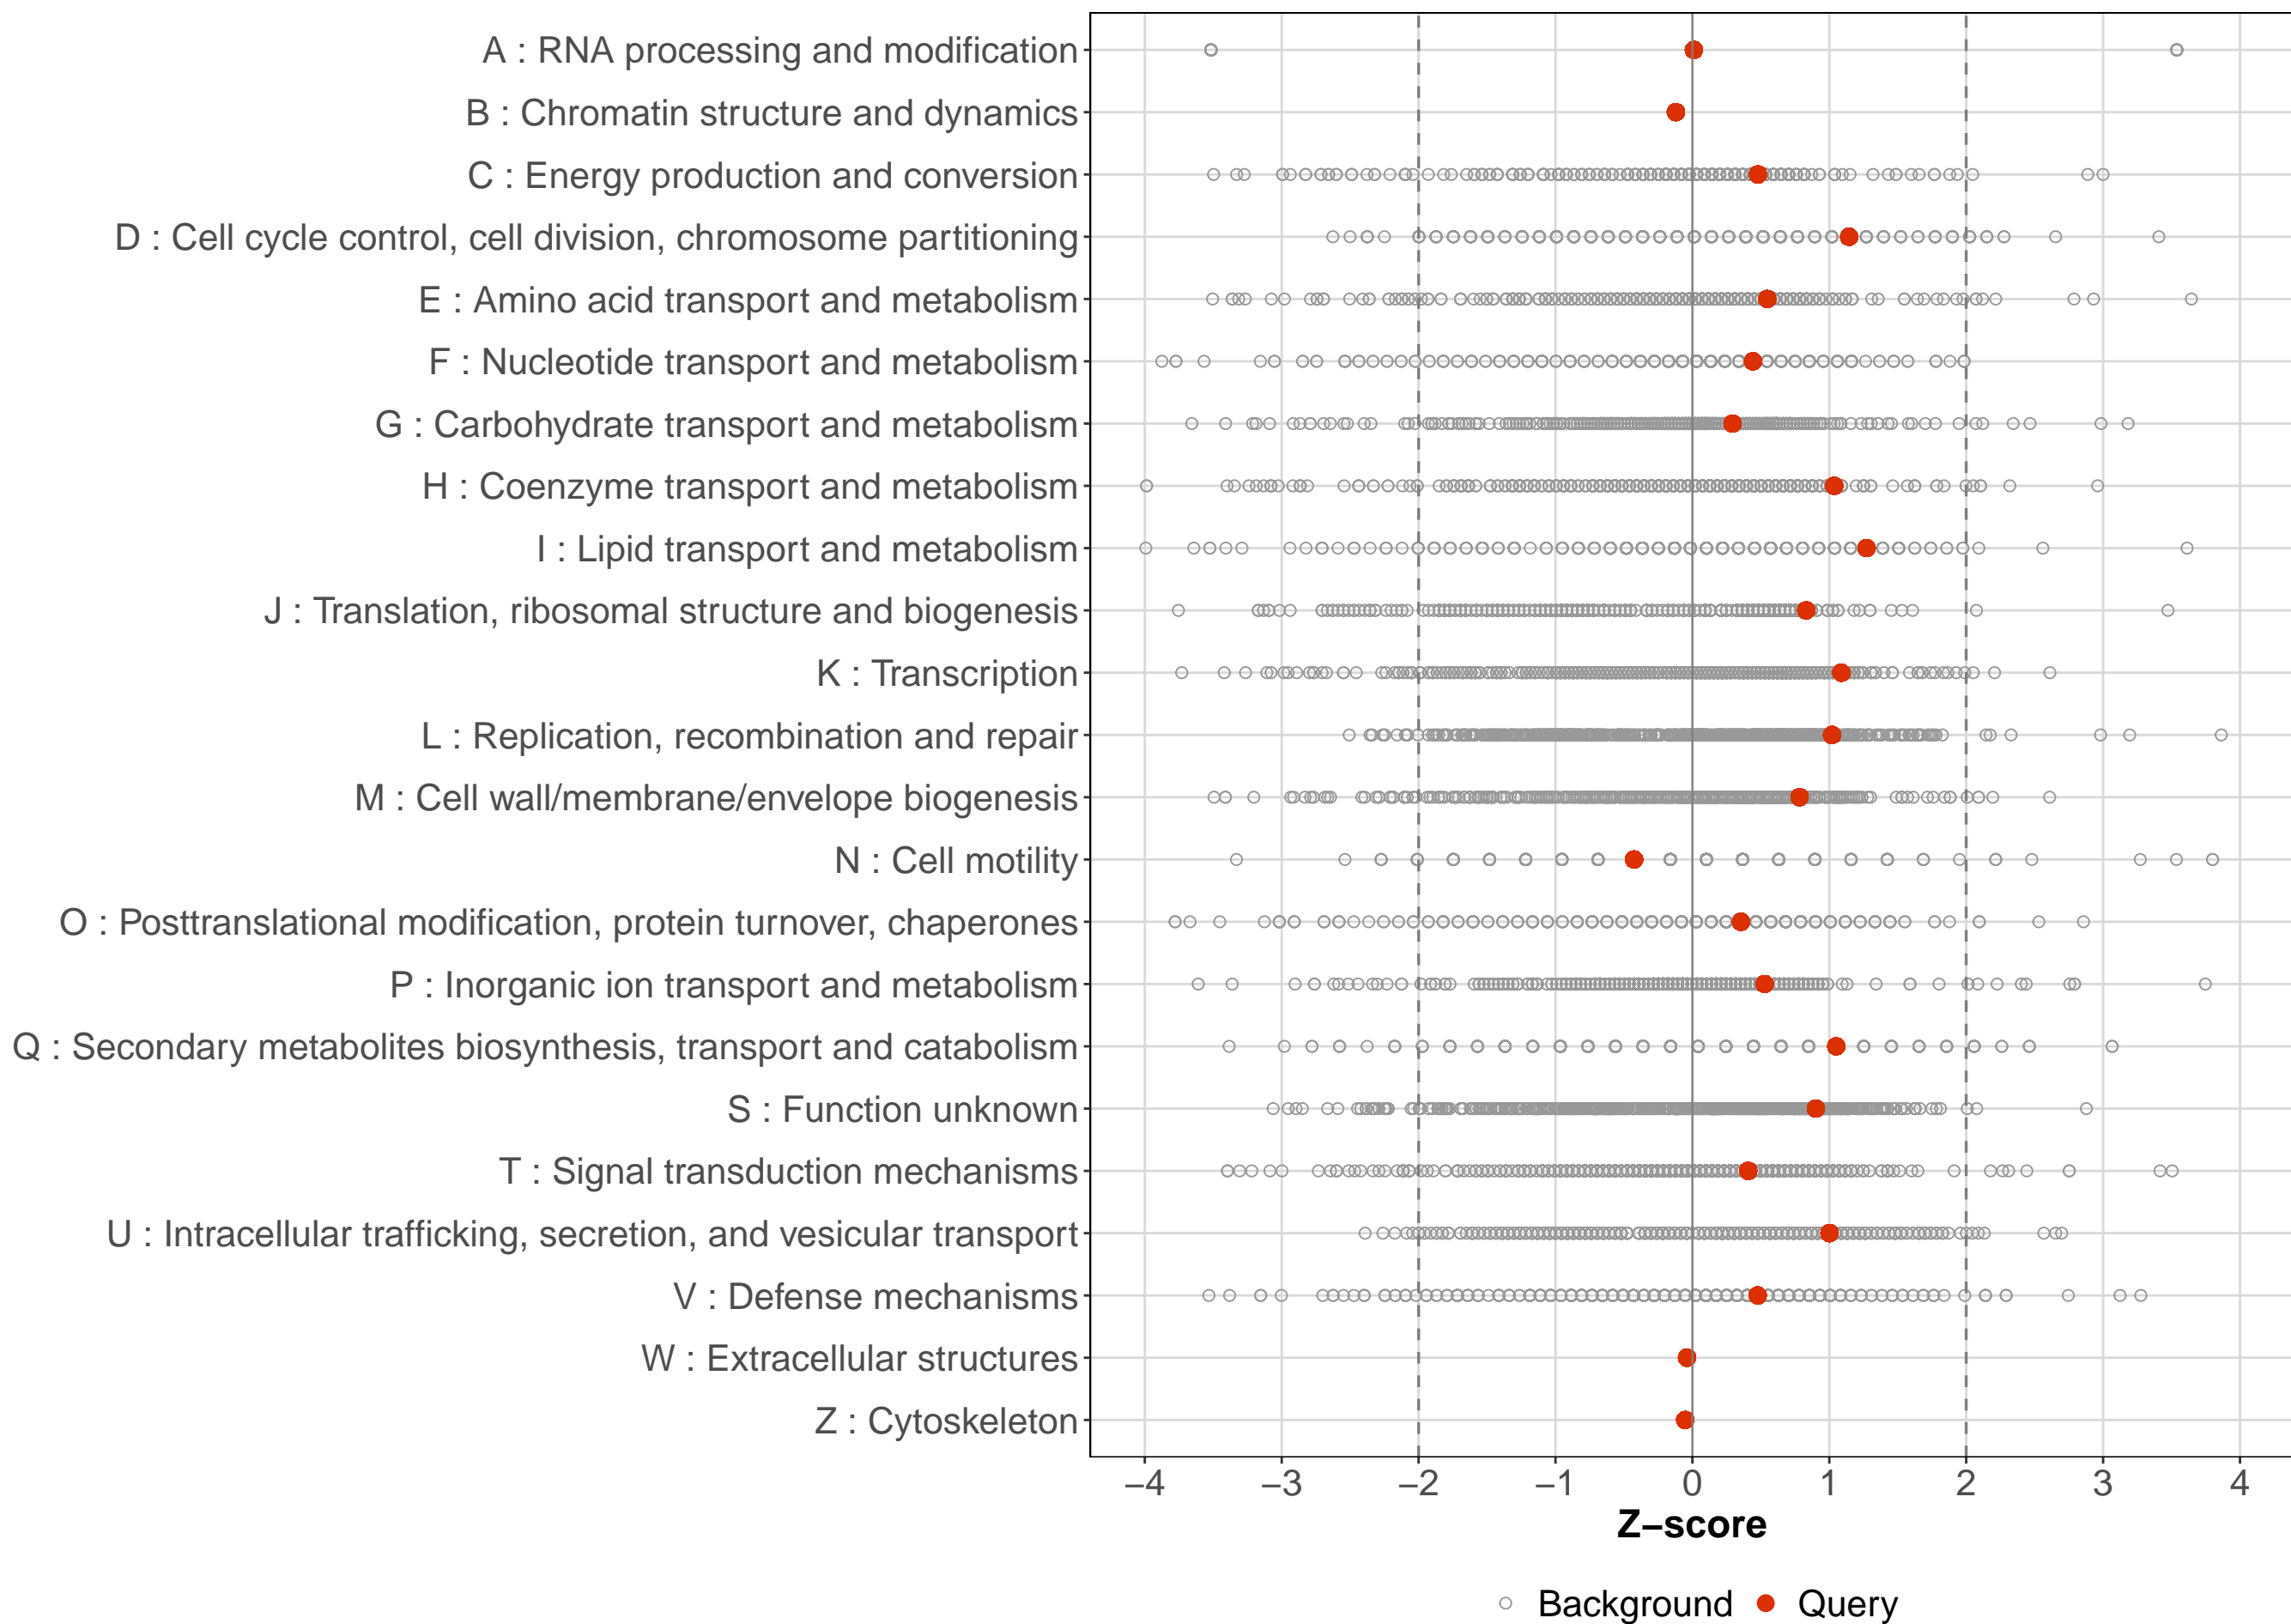 A : RNA processing and modification
B : Chromatin structure and dynamics
C : Energy production and conversion
D : Cell cycle control, cell division, chromosome partitioning
E : Amino acid transport and metabolism
F : Nucleotide transport and metabolism
G : Carbohydrate transport and metabolism
H : Coenzyme transport and metabolism
I : Lipid transport and metabolism
J : Translation, ribosomal structure and biogenesis
K : Transcription
L : Replication, recombination and repair
M : Cell wall/membrane/envelope biogenesis
N : Cell motility
O : Posttranslational modification, protein turnover, chaperones
P : Inorganic ion transport and metabolism
Q : Secondary metabolites biosynthesis, transport and catabolism
S : Function unknown
T : Signal transduction mechanisms
U : Intracellular trafficking, secretion, and vesicular transport
V : Defense mechanisms
W : Extracellular structures
Z : Cytoskeleton
−4 −3 −2 −1 0 1 2 3 4
Z−score
Background Query